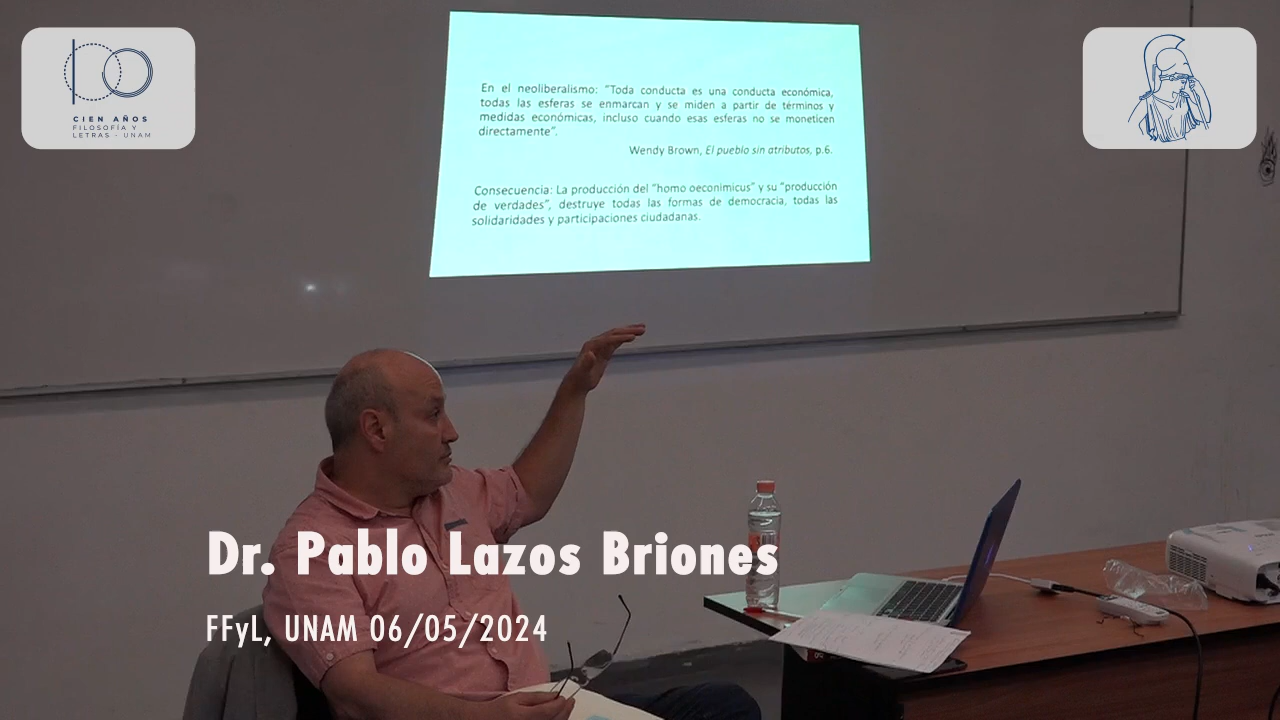 CIEN AÑOS
FILOSOFÍA Y
LETRAS - UNAM
En el neoliberalismo: "Toda conducta es una conducta económica,
todas las esferas se enmarcan y se miden a partir de términos y
medidas económicas, incluso cuando esas esferas no se moneticen
directamente".
Wendy Brown, El pueblo sin atributos, p.6.
Consecuencia: La producción del "homo oeconimicus" y su "producción
de verdades", destruye todas las formas de democracia, todas las
solidaridades y participaciones ciudadanas.
Dr. Pablo Lazos Briones
FFyL, UNAM 06/05/2024